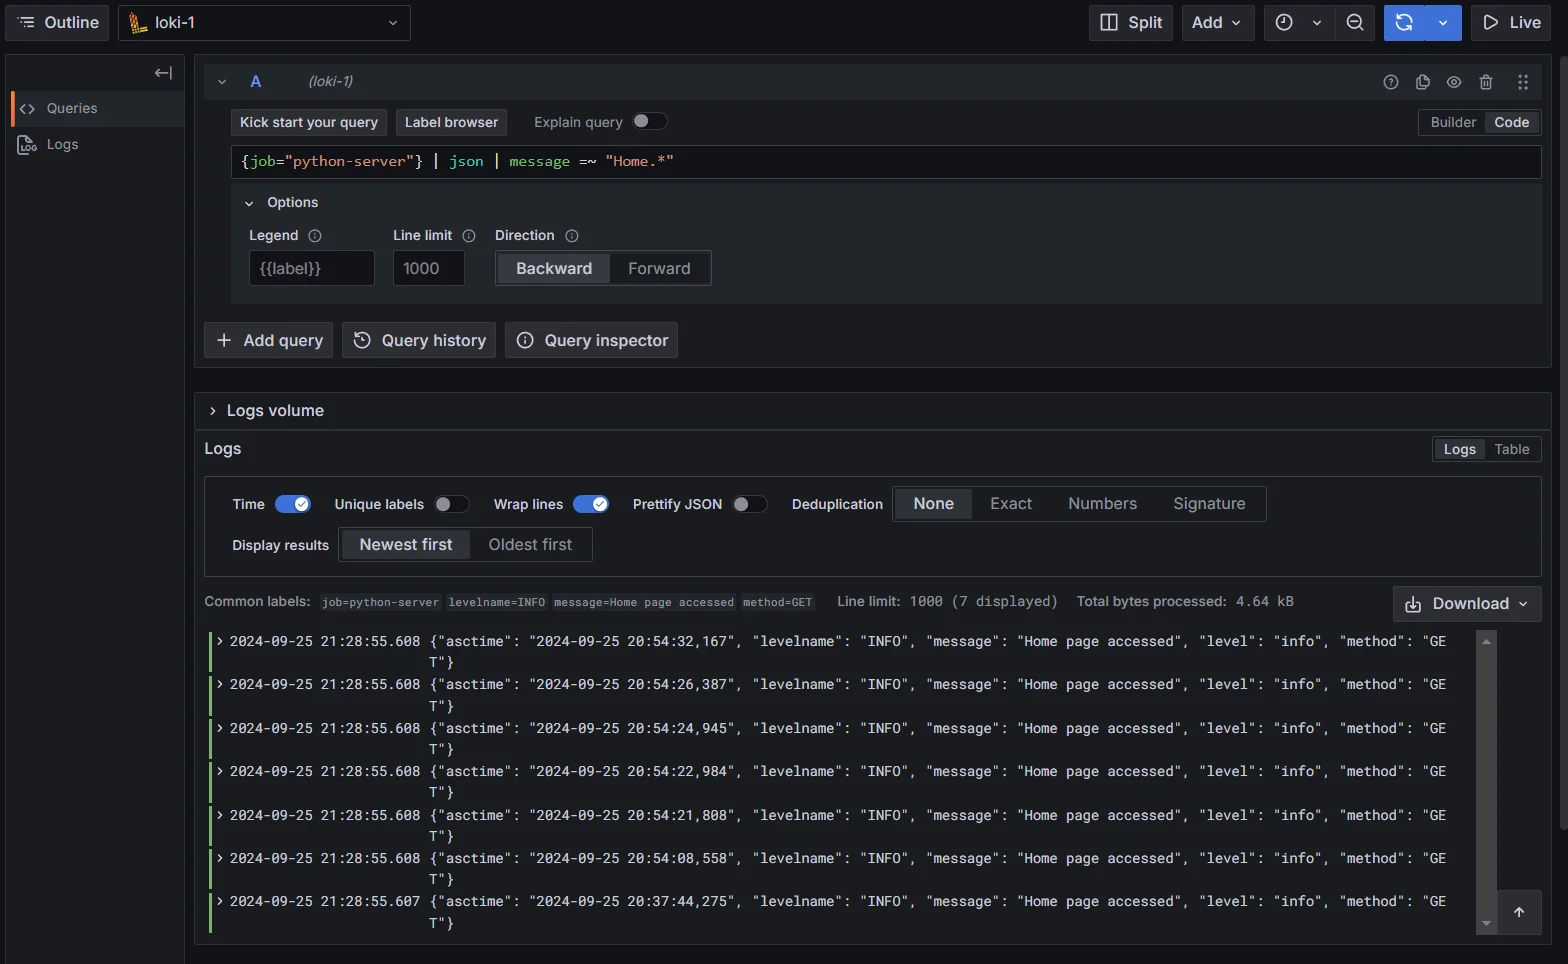 Outline
loki-1
Split
Add
Live
Queries
Logs
A
(loki-1)
Kick start your query
Label browser
Explain query
Builder
Code
{job="python-server"} | json | message =~ "Home.*"
Options
Legend
Line limit
Direction
{{label}}
1000
Backward
Forward
Add query
Query history
Query inspector
Logs volume
Logs
Logs
Table
Time
Unique labels
Wrap lines
Prettify JSON
Deduplication
None
Exact
Numbers
Signature
Display results
Newest first
Oldest first
Common labels: job=python-server levelname=INFO message=Home page accessed method=GET
Line limit: 1000 (7 displayed)
Total bytes processed: 4.64 kB
Download
2024-09-25 21:28:55.608 {"asctime": "2024-09-25 20:54:32,167", "levelname": "INFO", "message": "Home page accessed", "level": "info", "method": "GE
T"}
2024-09-25 21:28:55.608 {"asctime": "2024-09-25 20:54:26,387", "levelname": "INFO", "message": "Home page accessed", "level": "info", "method": "GE
T"}
2024-09-25 21:28:55.608 {"asctime": "2024-09-25 20:54:24,945", "levelname": "INFO", "message": "Home page accessed", "level": "info", "method": "GE
T"}
2024-09-25 21:28:55.608 {"asctime": "2024-09-25 20:54:22,984", "levelname": "INFO", "message": "Home page accessed", "level": "info", "method": "GE
T"}
2024-09-25 21:28:55.608 {"asctime": "2024-09-25 20:54:21,808", "levelname": "INFO", "message": "Home page accessed", "level": "info", "method": "GE
T"}
2024-09-25 21:28:55.608 {"asctime": "2024-09-25 20:54:08,558", "levelname": "INFO", "message": "Home page accessed", "level": "info", "method": "GE
T"}
2024-09-25 21:28:55.607 {"asctime": "2024-09-25 20:37:44,275", "levelname": "INFO", "message": "Home page accessed", "level": "info", "method": "GE
T"}